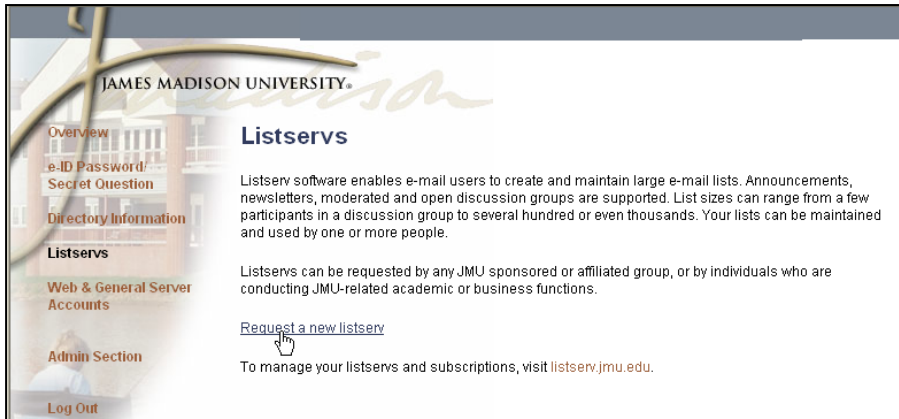 JAMES MADISON UNIVERSITY®
Overview
e-ID Password/
Secret Question
Directory Information
Listservs
Web & General Server
Accounts
Admin Section
Log Out
Listservs
Listserv software enables e-mail users to create and maintain large e-mail lists. Announcements,
newsletters, moderated and open discussion groups are supported. List sizes can range from a few
participants in a discussion group to several hundred or even thousands. Your lists can be maintained
and used by one or more people.
Listservs can be requested by any JMU sponsored or affiliated group, or by individuals who are
conducting JMU-related academic or business functions.
Request a new listserv
To manage your listservs and subscriptions, visit listserv.jmu.edu.